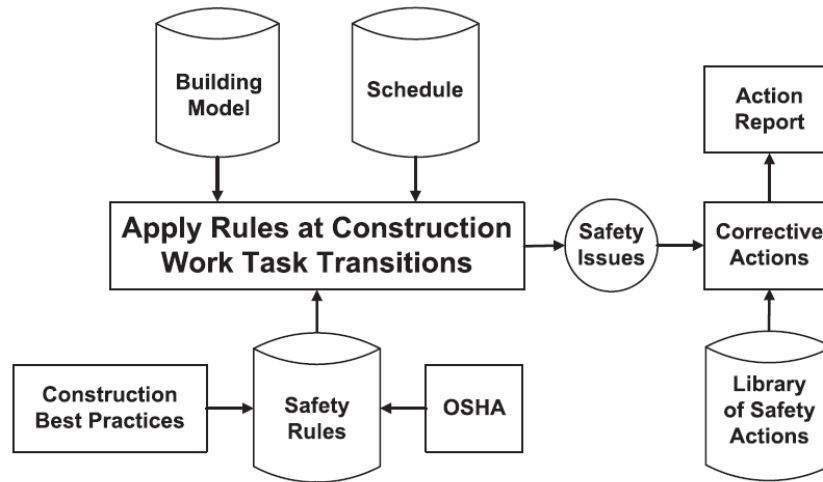 Building
Model
Schedule
Action
Report
Apply Rules at Construction
Work Task Transitions
Safety
Issues
Corrective
Actions
Construction
Best Practices
Safety
Rules
OSHA
Library
of Safety
Actions